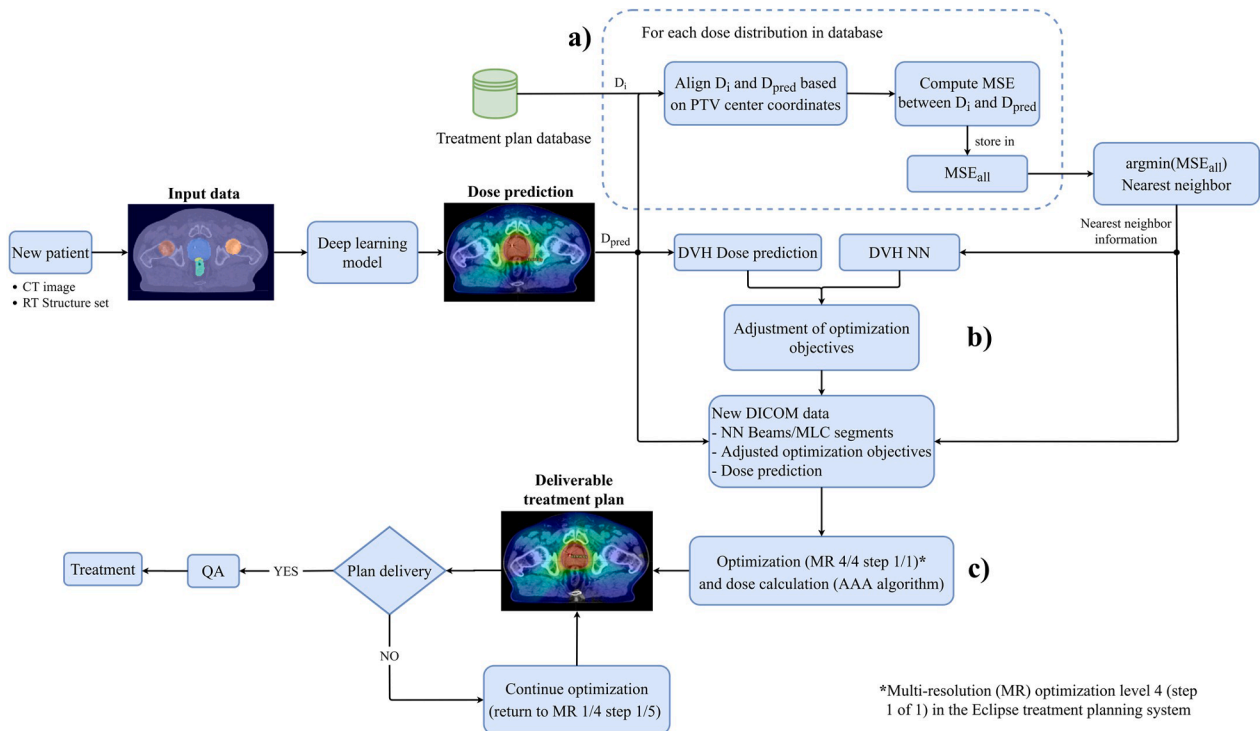 a)
For each dose distribution in database
Treatment plan database
Di
Align Di and Dpred based
on PTV center coordinates
Compute MSE
between Di and Dpred
store in
MSEall
argmin(MSEall)
Nearest neighbor
Nearest neighbor
information
New patient
• CT image
• RT Structure set
Input data
Deep learning
model
Dose prediction
Dpred
DVH Dose prediction
DVH NN
Adjustment of optimization
objectives
b)
New DICOM data
- NN Beams/MLC segments
- Adjusted optimization objectives
- Dose prediction
Optimization (MR 4/4 step 1/1)*
and dose calculation (AAA algorithm)
c)
Deliverable
treatment plan
Plan delivery
YES
QA
Treatment
NO
Continue optimization
(return to MR 1/4 step 1/5)
*Multi-resolution (MR) optimization level 4 (step
1 of 1) in the Eclipse treatment planning system